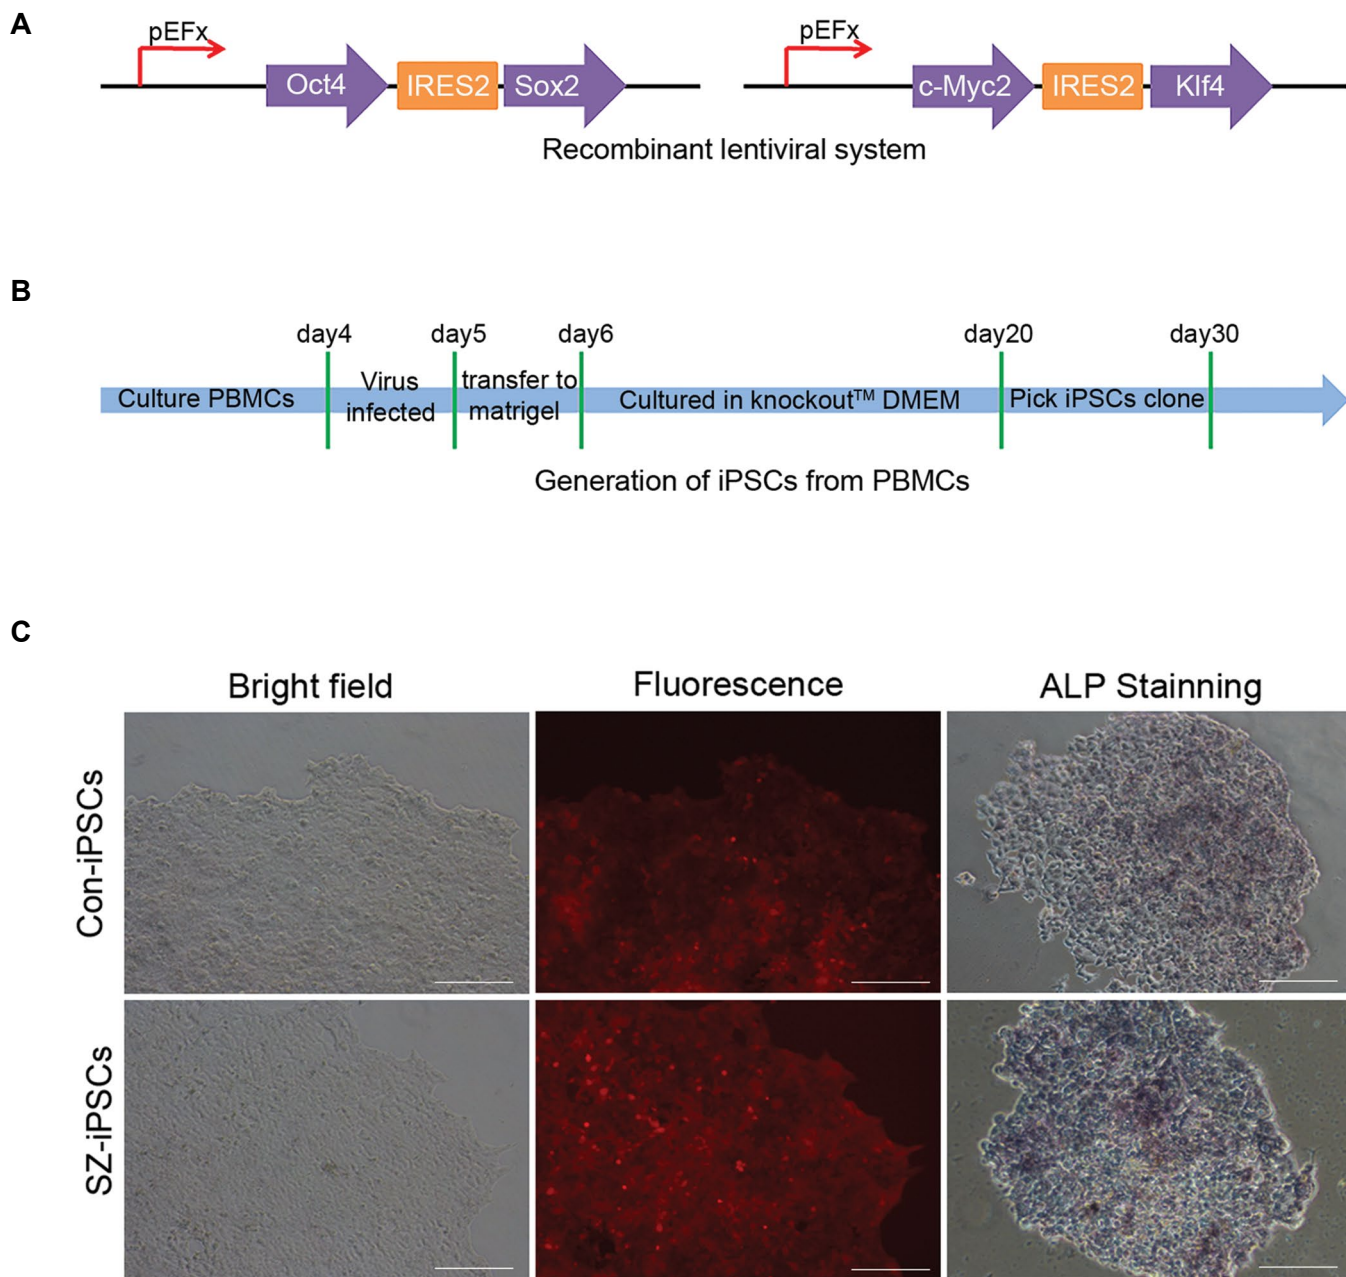 A
pEFx
Oct4 IRES2 Sox2
pEFx
c-Myc2 IRES2 Klf4
Recombinant lentiviral system
B
day4 day5 day6 day20 day30
Culture PBMCs
Virus
infected
transfer to
matrigel
Cultured in knockout™ DMEM
Pick iPSCs clone
Generation of iPSCs from PBMCs
C
Bright field Fluorescence ALP Stainning
Con-iPSCs
SZ-iPSCs